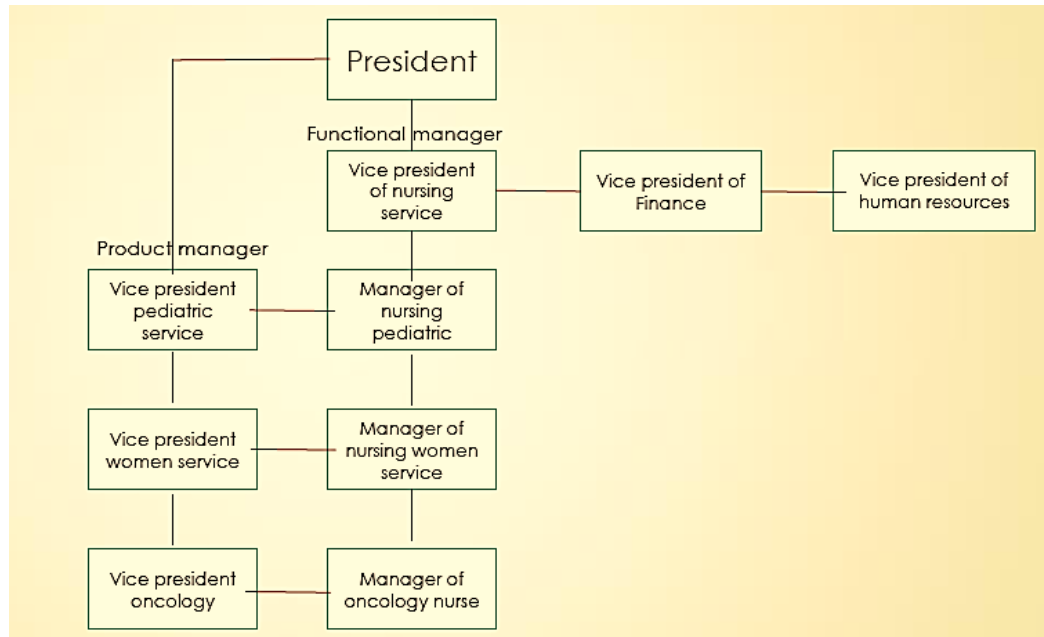 President
Functional manager
Vice president
of nursing
service
Vice president of
Finance
Vice president of
human resources
Product manager
Vice president
pediatric
service
Manager of
nursing
pediatric
Vice president
women service
Manager of
nursing women
service
Vice president
oncology
Manager of
oncology nurse